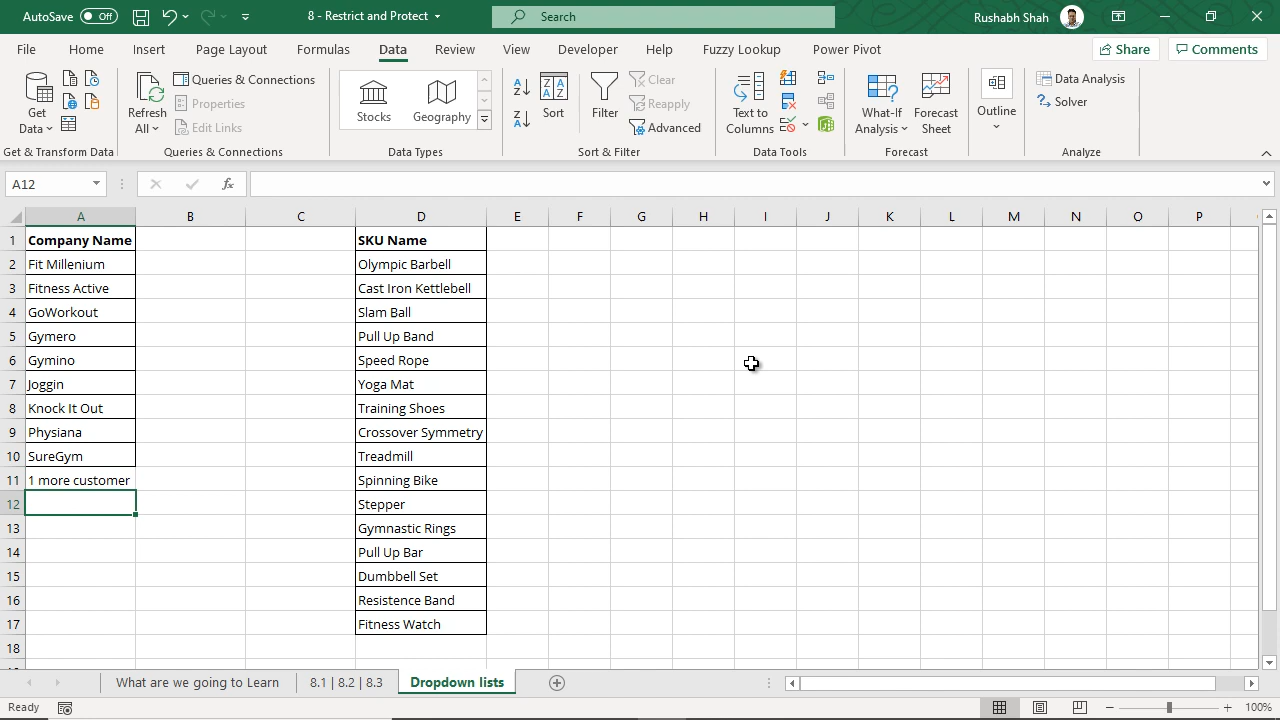 AutoSave Off 8 - Restrict and Protect Search Rushabh Shah
File Home Insert Page Layout Formulas Data Review View Developer Help Fuzzy Lookup Power Pivot Share Comments
Get Data
Refresh All
Queries & Connections
Properties
Edit Links
Stocks
Geography
Sort
Filter
Clear
Reapply
Advanced
Text to Columns
What-If Analysis
Forecast Sheet
Outline
Data Analysis
Solver
Get & Transform Data Queries & Connections Data Types Sort & Filter Data Tools Forecast Analyze
A12 fx
A B C D E F G H I J K L M N O P
1 Company Name SKU Name
2 Fit Millenium Olympic Barbell
3 Fitness Active Cast Iron Kettlebell
4 GoWorkout Slam Ball
5 Gymero Pull Up Band
6 Gymino Speed Rope
7 Joggin Yoga Mat
8 Knock It Out Training Shoes
9 Physiana Crossover Symmetry
10 SureGym Treadmill
11 1 more customer Spinning Bike
12 Stepper
13 Gymnastic Rings
14 Pull Up Bar
15 Dumbbell Set
16 Resistence Band
17 Fitness Watch
18
What are we going to Learn 8.1 | 8.2 | 8.3 Dropdown lists
Ready 100%